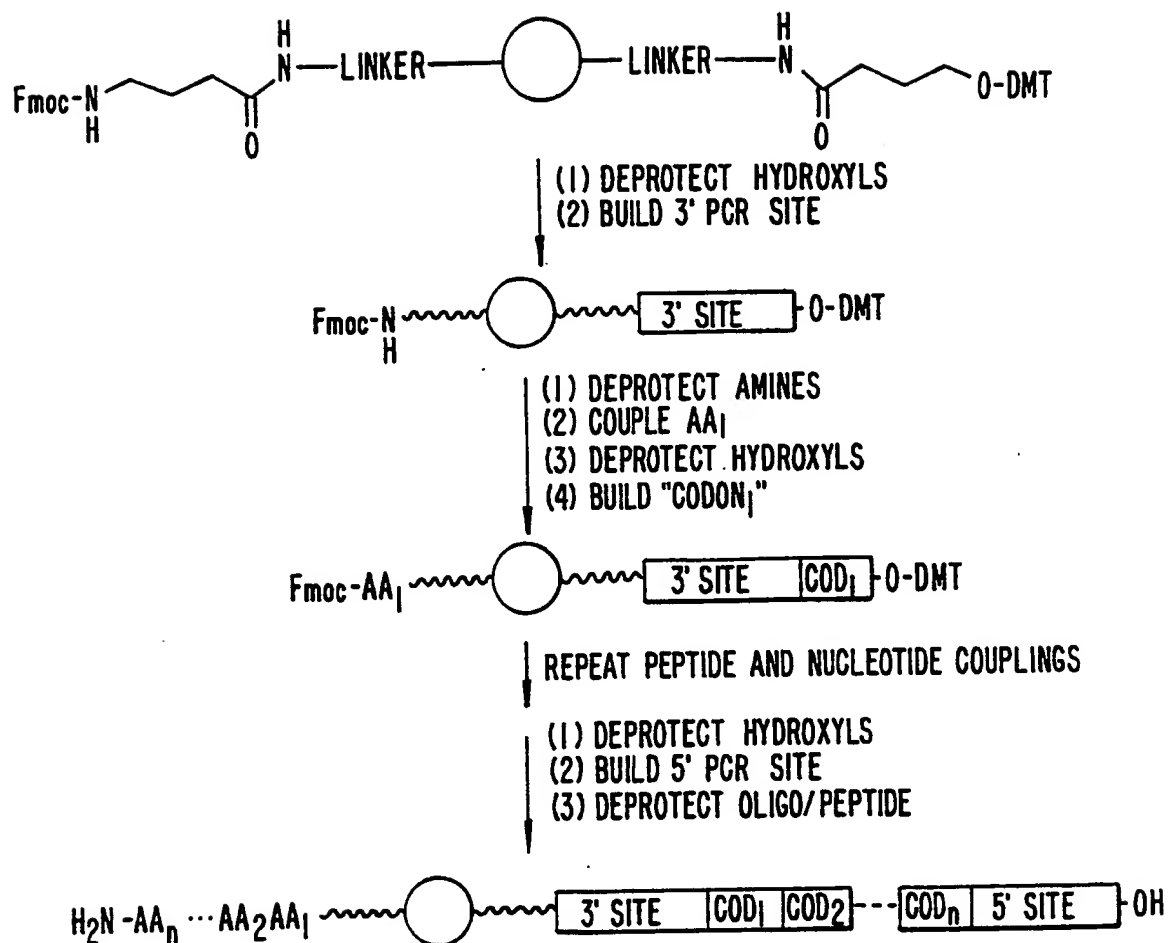 H
N—LINKER—LINKER—N
H
Fmoc-N
H
O
O
O-DMT
(1) DEPROTECT HYDROXYLS
(2) BUILD 3' PCR SITE
Fmoc-N
H
3' SITE
O-DMT
(1) DEPROTECT AMINES
(2) COUPLE AA₁
(3) DEPROTECT HYDROXYLS
(4) BUILD "CODON₁"
Fmoc-AA₁
3' SITE COD₁ O-DMT
REPEAT PEPTIDE AND NUCLEOTIDE COUPLINGS
(1) DEPROTECT HYDROXYLS
(2) BUILD 5' PCR SITE
(3) DEPROTECT OLIGO/PEPTIDE
H₂N-AAₙ ··· AA₂AA₁ 3' SITE COD₁ COD₂ --- CODₙ 5' SITE -OH